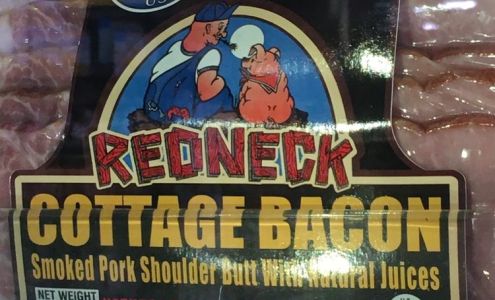 REDNECK
COTTAGE BACON
Smoked Pork Shoulder Butt With Natural Juices
NET WEIGHT